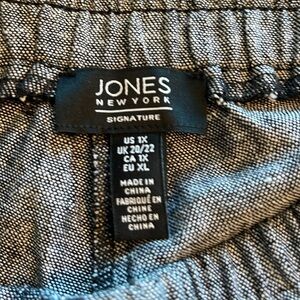 JONES
NEW YORK
SIGNATURE
US 1X
UK 20/22
CA 1X
EU XL
MADE IN
CHINA
FABRIQUÉ EN
CHINE
HECHO EN
CHINA